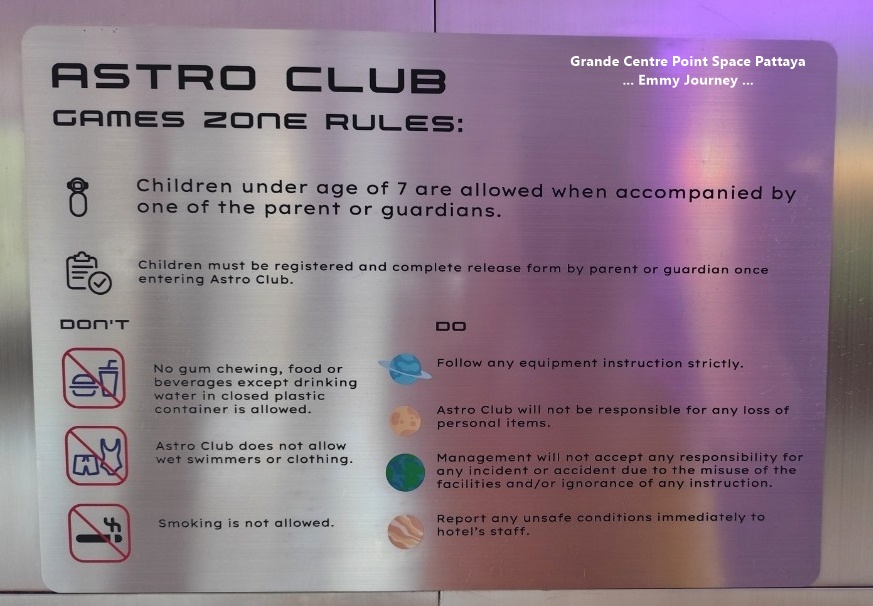 Grande Centre Point Space Pattaya
... Emmy Journey ...
ASTRO CLUB
GAMES ZONE RULES:
Children under age of 7 are allowed when accompanied by
one of the parent or guardians.
Children must be registered and complete release form by parent or guardian once
entering Astro Club.
DON'T
No gum chewing, food or
beverages except drinking
water in closed plastic
container is allowed.
Astro Club does not allow
wet swimmers or clothing.
Smoking is not allowed.
DO
Follow any equipment instruction strictly.
Astro Club will not be responsible for any loss of
personal items.
Management will not accept any responsibility for
any incident or accident due to the misuse of the
facilities and/or ignorance of any instruction.
Report any unsafe conditions immediately to
hotel's staff.